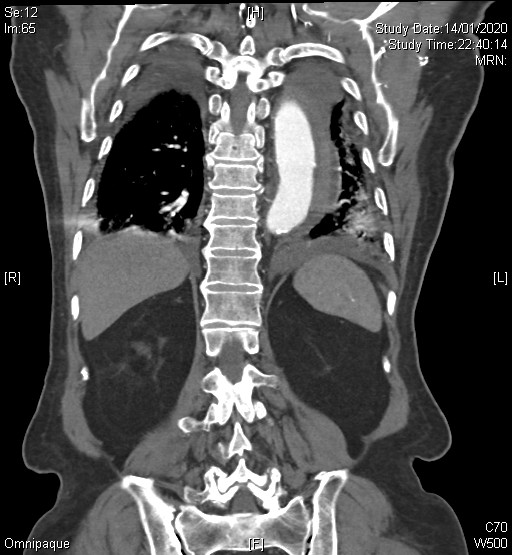 Se:12
Im:65
[H]
Study Date:14/01/2020
Study Time:22:40:14
MRN:
[R]
[L]
Omnipaque
[F]
C70
W500